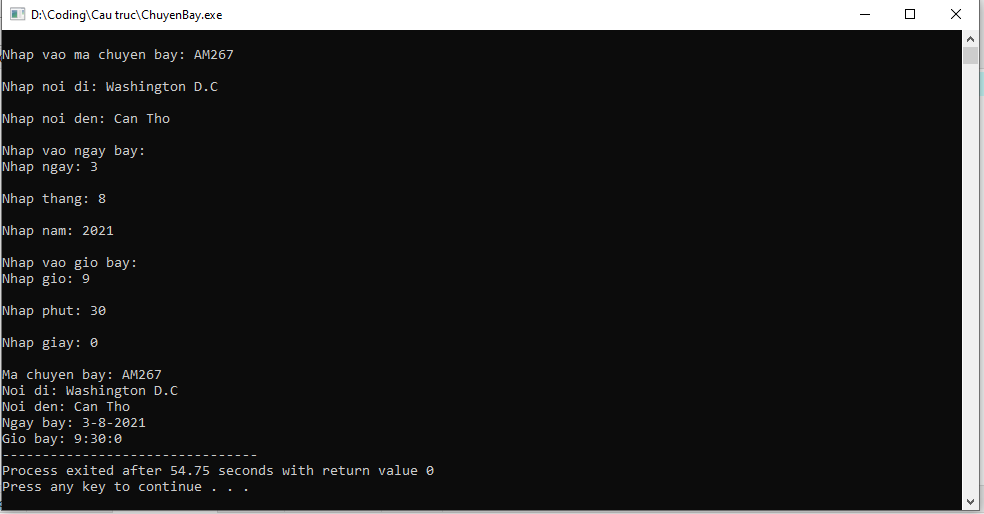 D:\Coding\Cau truc\ChuyenBay.exe
Nhap vao ma chuyen bay: AM267
Nhap noi di: Washington D.C
Nhap noi den: Can Tho
Nhap vao ngay bay:
Nhap ngay: 3
Nhap thang: 8
Nhap nam: 2021
Nhap vao gio bay:
Nhap gio: 9
Nhap phut: 30
Nhap giay: 0
Ma chuyen bay: AM267
Noi di: Washington D.C
Noi den: Can Tho
Ngay bay: 3-8-2021
Gio bay: 9:30:0
--------------------------------
Process exited after 54.75 seconds with return value 0
Press any key to continue . . .